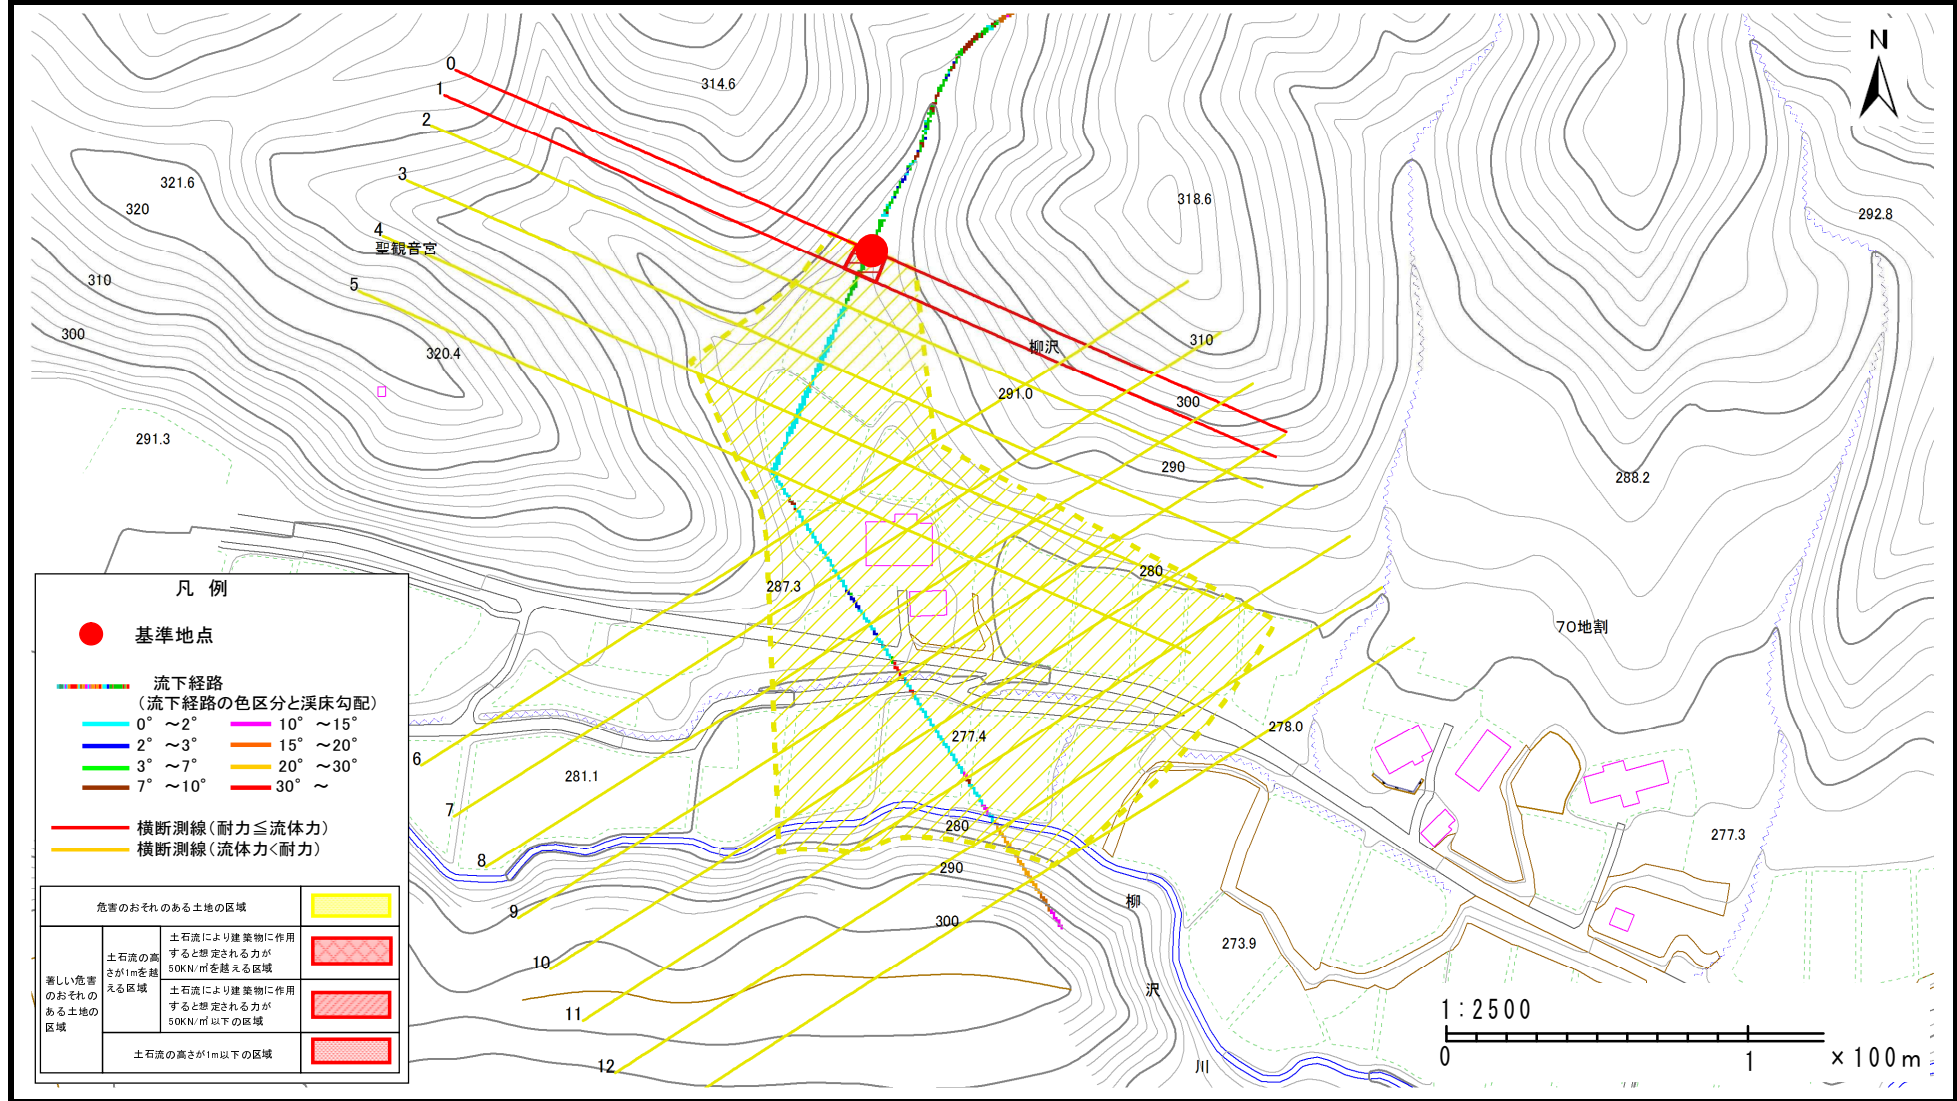 N
0
1
2
3
4
5
聖観音宮
314.6
321.6
320
310
300
320.4
318.6
292.8
柳沢
310
291.0
300
290
291.3
288.2
287.3
280
70地割
278.0
277.4
281.1
280
290
300
277.3
273.9
柳
沢
川
6
7
8
9
10
11
12
凡 例
基準地点
流下経路
(流下経路の色区分と渓床勾配)
0° ～2° 10° ～15°
2° ～3° 15° ～20°
3° ～7° 20° ～30°
7° ～10° 30° ～
横断測線(耐力≦流体力)
横断測線(流体力<耐力)
危害のおそれのある土地の区域
著しい危害
のおそれの
ある土地の
区域
土石流の高
さが1mを越
える区域
土石流により建築物に作用
すると想定される力が
50KN/㎡を越える区域
土石流により建築物に作用
すると想定される力が
50KN/㎡以下の区域
土石流の高さが1m以下の区域
1:2500
0 1 ×100m